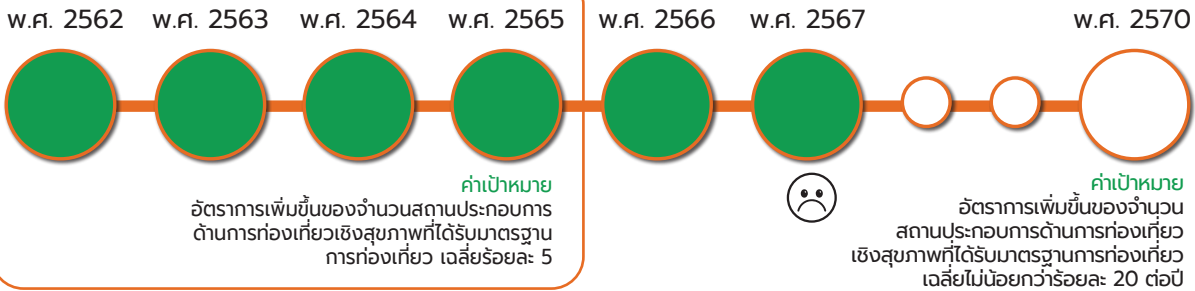 พ.ศ. 2562 พ.ศ. 2563 พ.ศ. 2564 พ.ศ. 2565 พ.ศ. 2566 พ.ศ. 2567 พ.ศ. 2570
ค่าเป้าหมาย
อัตราการเพิ่มขึ้นของจำนวนสถานประกอบการ
ด้านการท่องเที่ยวเชิงสุขภาพที่ได้รับมาตรฐาน
การท่องเที่ยว เฉลี่ยร้อยละ 5
ค่าเป้าหมาย
อัตราการเพิ่มขึ้นของจำนวน
สถานประกอบการด้านการท่องเที่ยว
เชิงสุขภาพที่ได้รับมาตรฐานการท่องเที่ยว
เฉลี่ยไม่น้อยกว่าร้อยละ 20 ต่อปี